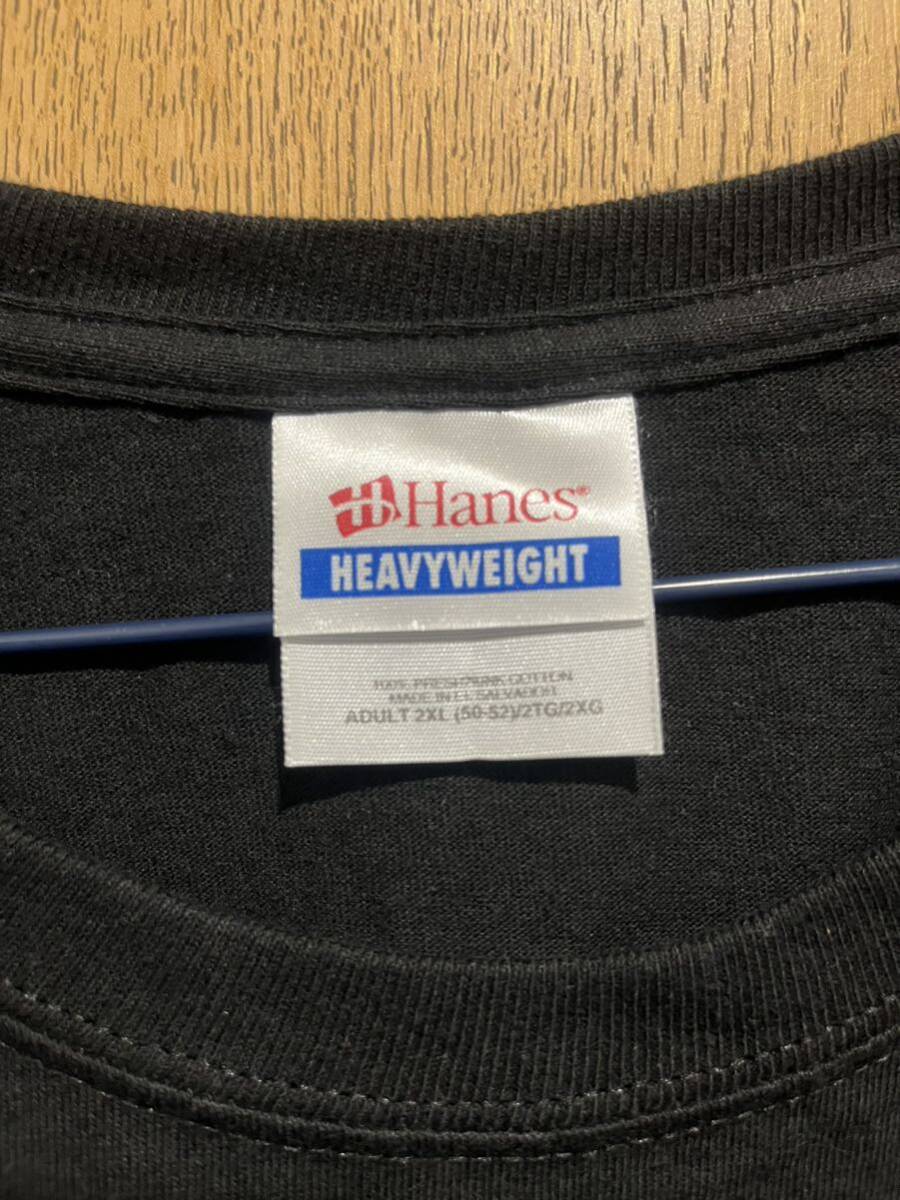 Hanes®
HEAVYWEIGHT
100% PRESHRUNK COTTON
MADE IN EL SALVADOR
ADULT 2XL (50-52)/2TG/2XG